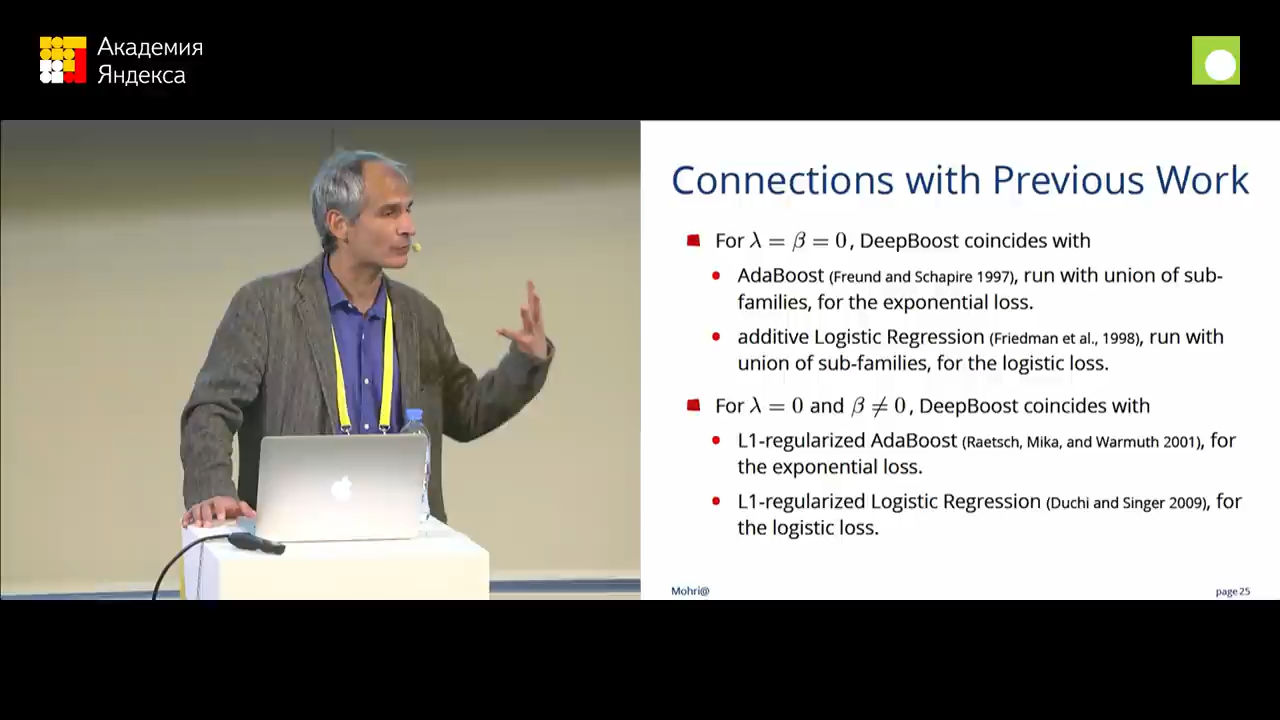 Академия
Яндекса
Connections with Previous Work
For λ = β = 0, DeepBoost coincides with
AdaBoost (Freund and Schapire 1997), run with union of sub-
families, for the exponential loss.
additive Logistic Regression (Friedman et al., 1998), run with
union of sub-families, for the logistic loss.
For λ = 0 and β ≠ 0, DeepBoost coincides with
L1-regularized AdaBoost (Raetsch, Mika, and Warmuth 2001), for
the exponential loss.
L1-regularized Logistic Regression (Duchi and Singer 2009), for
the logistic loss.
Mohri@
page 25